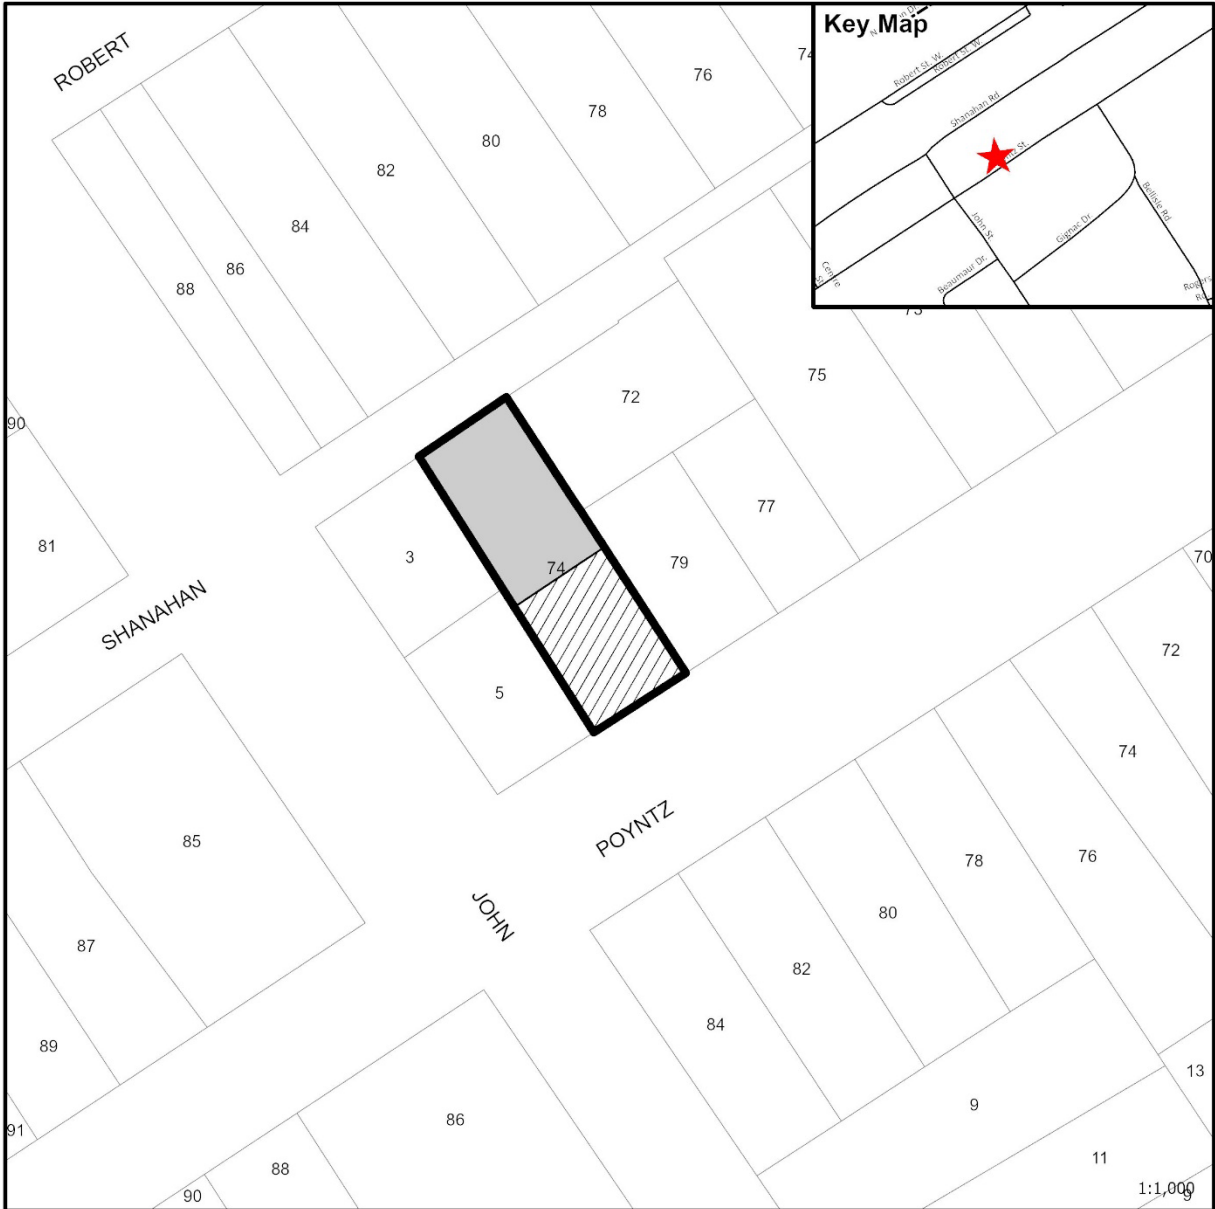 ROBERT
76
78
80
82
84
86
88
Key Map
Robert St. W.
Robert St. W.
Shanahan Rd
John St.
Gignac Dr
Bellisle Rd
Beaumaur Dr.
Centre
St.
90
81
72
75
3
74
79
77
5
SHANAHAN
70
72
74
76
78
80
82
84
POYNTZ
JOHN
85
87
89
91
86
88
90
9
11
13
1:1,000
9